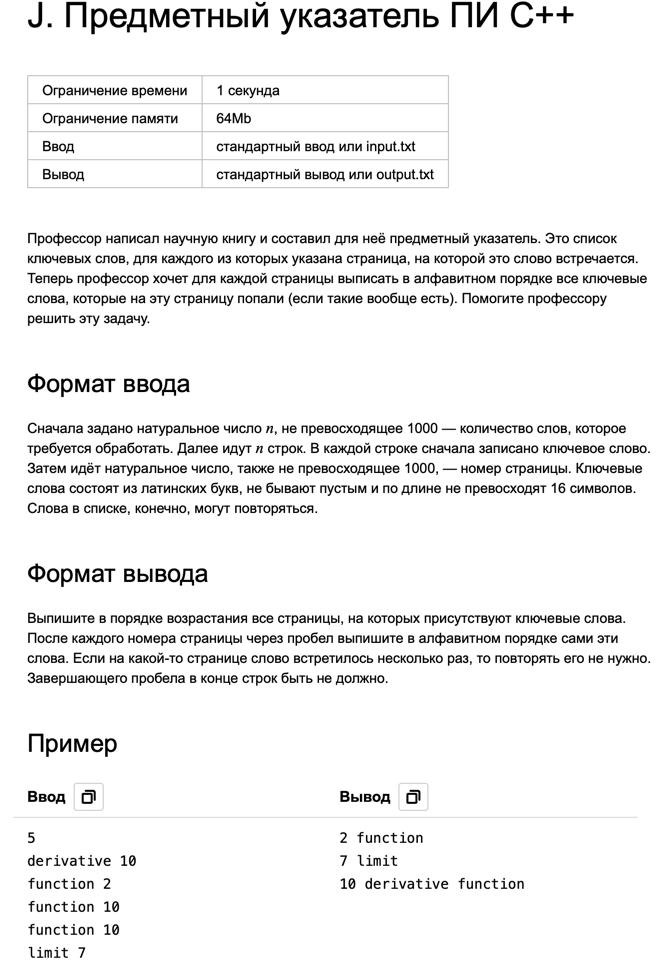 J. Предметный указатель ПИ C++
Ограничение времени 1 секунда
Ограничение памяти 64Mb
Ввод стандартный ввод или input.txt
Вывод стандартный вывод или output.txt
Профессор написал научную книгу и составил для неё предметный указатель. Это список
ключевых слов, для каждого из которых указана страница, на которой это слово встречается.
Теперь профессор хочет для каждой страницы выписать в алфавитном порядке все ключевые
слова, которые на эту страницу попали (если такие вообще есть). Помогите профессору
решить эту задачу.
Формат ввода
Сначала задано натуральное число n, не превосходящее 1000 — количество слов, которое
требуется обработать. Далее идут n строк. В каждой строке сначала записано ключевое слово.
Затем идёт натуральное число, также не превосходящее 1000, — номер страницы. Ключевые
слова состоят из латинских букв, не бывают пустым и по длине не превосходят 16 символов.
Слова в списке, конечно, могут повторяться.
Формат вывода
Выпишите в порядке возрастания все страницы, на которых присутствуют ключевые слова.
После каждого номера страницы через пробел выпишите в алфавитном порядке сами эти
слова. Если на какой-то странице слово встретилось несколько раз, то повторять его не нужно.
Завершающего пробела в конце строк быть не должно.
Пример
Ввод Вывод
5 2 function
derivative 10 7 limit
function 2 10 derivative function
function 10
function 10
limit 7